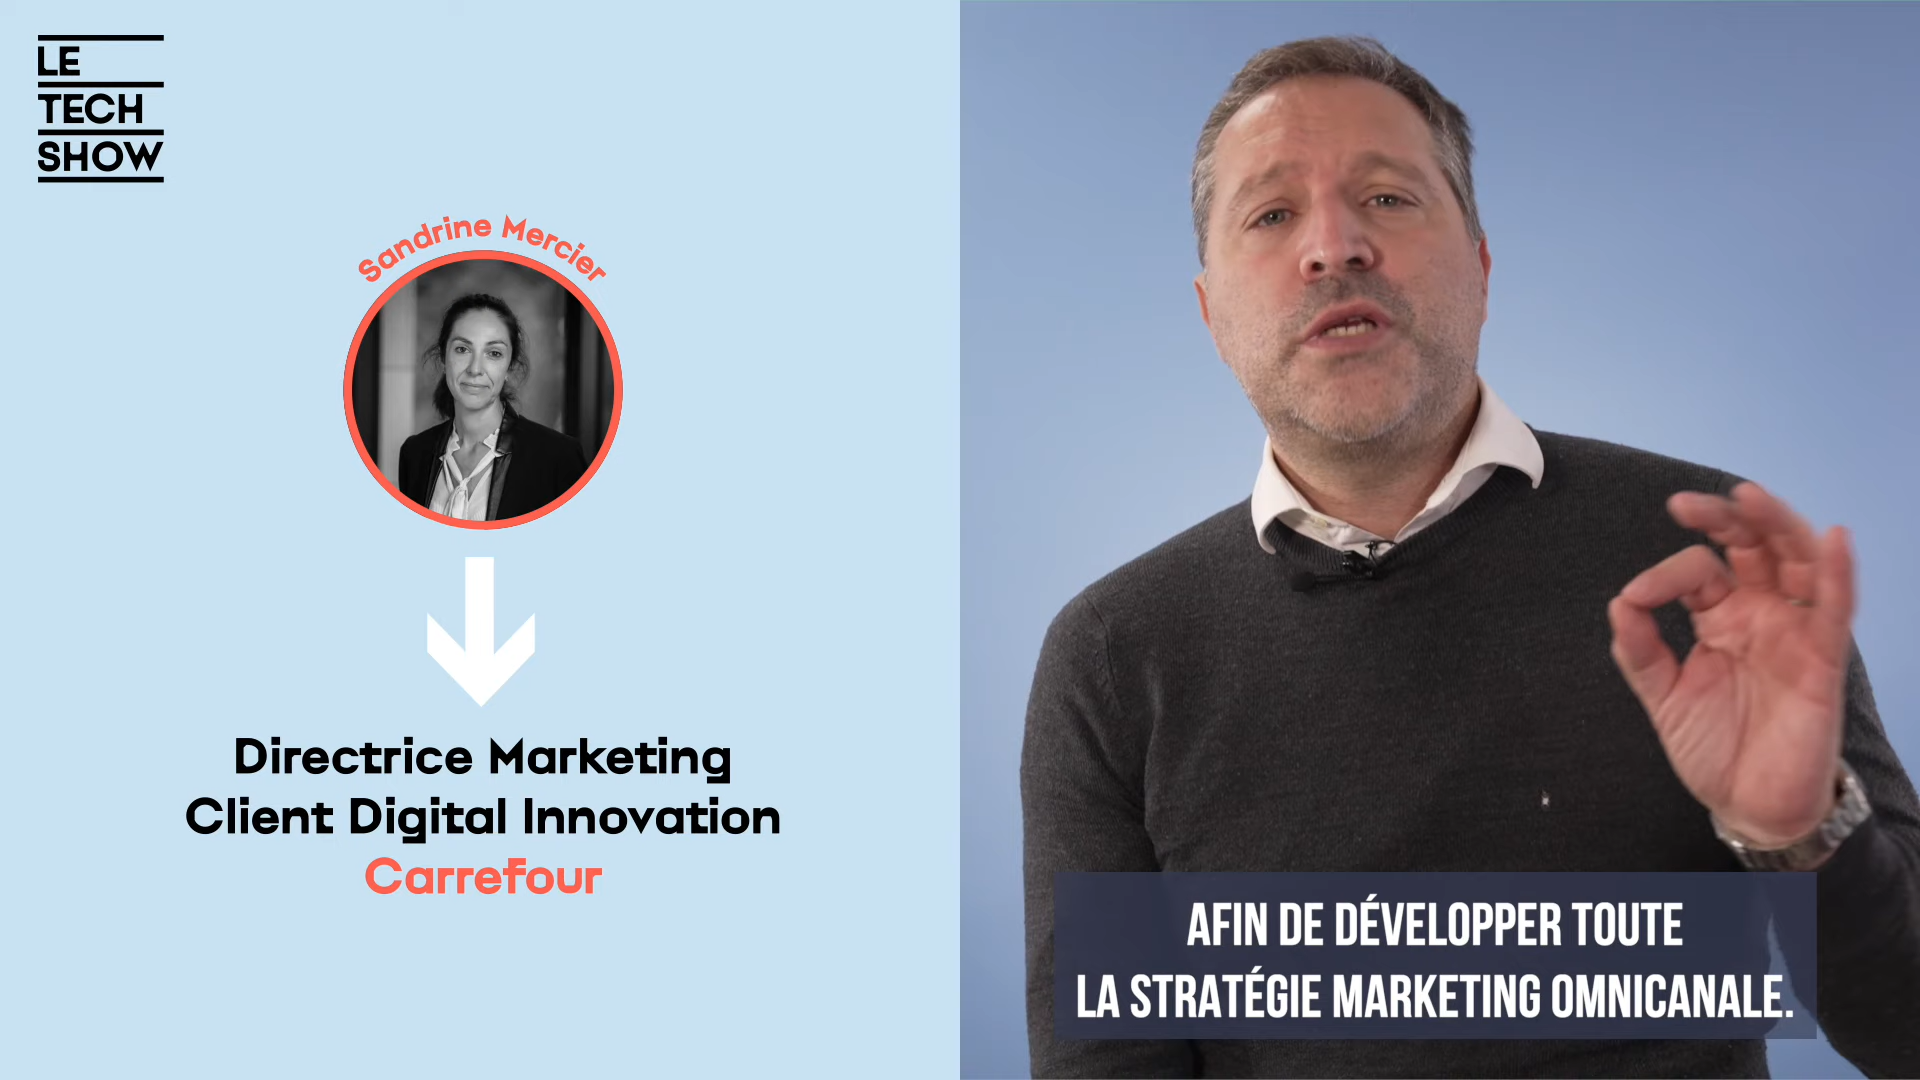 LE
TECH
SHOW
Sandrine Mercier
Directrice Marketing
Client Digital Innovation
Carrefour
AFIN DE DÉVELOPPER TOUTE
LA STRATÉGIE MARKETING OMNICANALE.